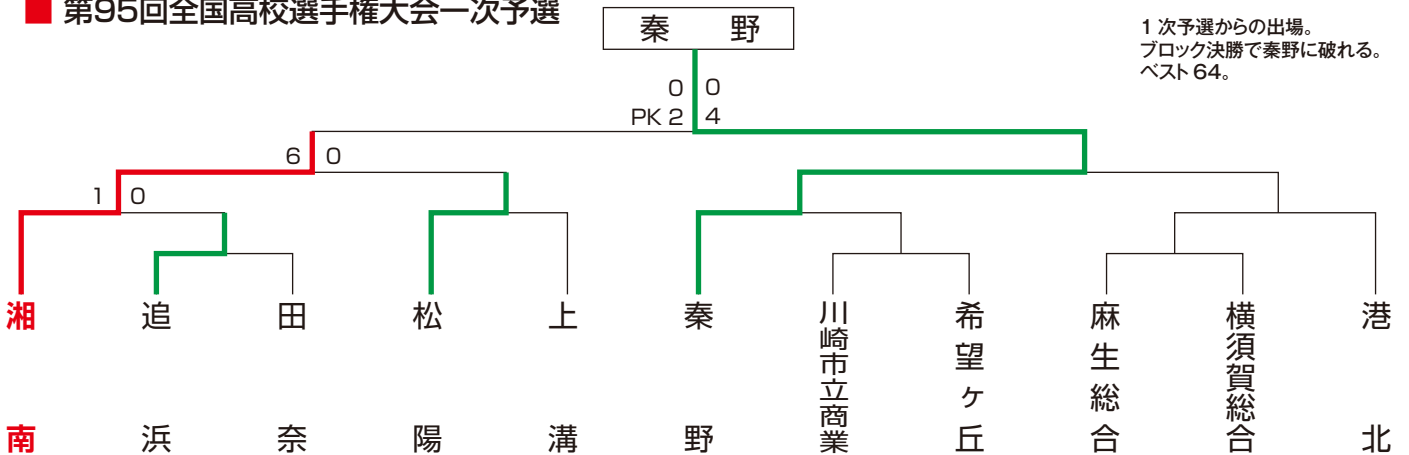 ■ 第95回全国高校選手権大会一次予選
秦 野
1次予選からの出場。
ブロック決勝で秦野に破れる。
ベスト64。
0 0
PK 2 4
6 0
1 0
湘南
追浜
田奈
松陽
上溝
秦野
川崎市立商業
希望ヶ丘
麻生総合
横須賀総合
港北